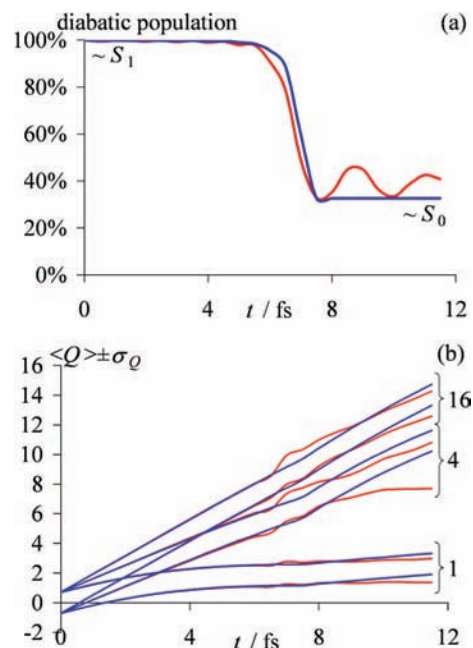 diabatic population
(a)
100%
~ S1
80%
60%
40%
20%
~ S0
0%
0 4 t / fs 8 12
<Q>±σQ
(b)
16
14
12
10
8
6
4
2
0
-2
16
4
1
0 4 t / fs 8 12